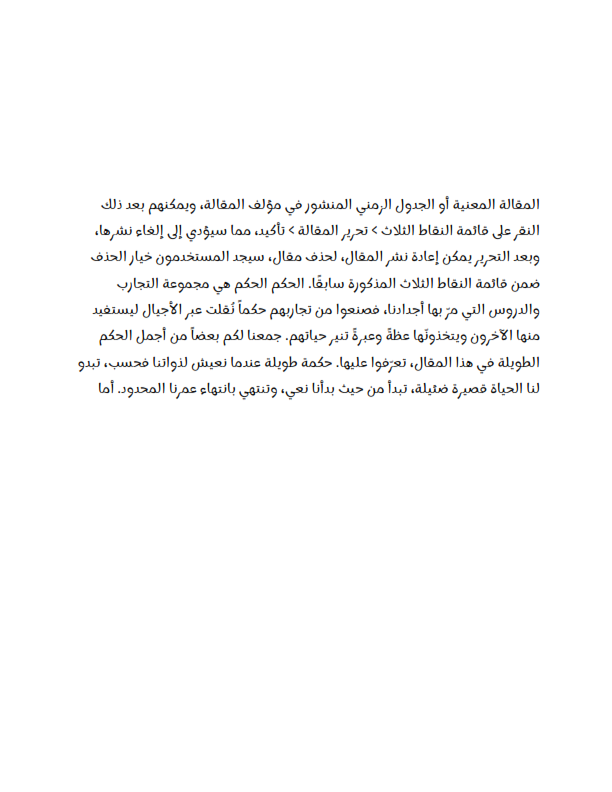 المقالة المعنية أو الجدول الزمني المنشور في مؤلف المقالة، ويمكنهم بعد ذلك
النقر على قائمة النقاط الثلاث > تحرير المقالة > تأكيد، مما سيؤدي إلى إلغاء نشرها،
وبعد التحرير يمكن إعادة نشر المقال، لحذف مقال، سيجد المستخدمون خيار الحذف
ضمن قائمة النقاط الثلاث المذكورة سابقًا. الحكم الحكم هي مجموعة التجارب
والدروس التي مرّ بها أجدادنا، فصنعوا من تجاربهم حكماً نُقلت عبر الأجيال ليستفيد
منها الآخرون ويتخذونَها عظةً وعبرةً تنير حياتهم. جمعنا لكم بعضاً من أجمل الحكم
الطويلة في هذا المقال، تعرّفوا عليها. حكمة طويلة عندما نعيش لذواتنا فحسب، تبدو
لنا الحياة قصيرة ضئيلة، تبدأ من حيث بدأنا نعي، وتنتهي بانتهاء عمرنا المحدود. أما